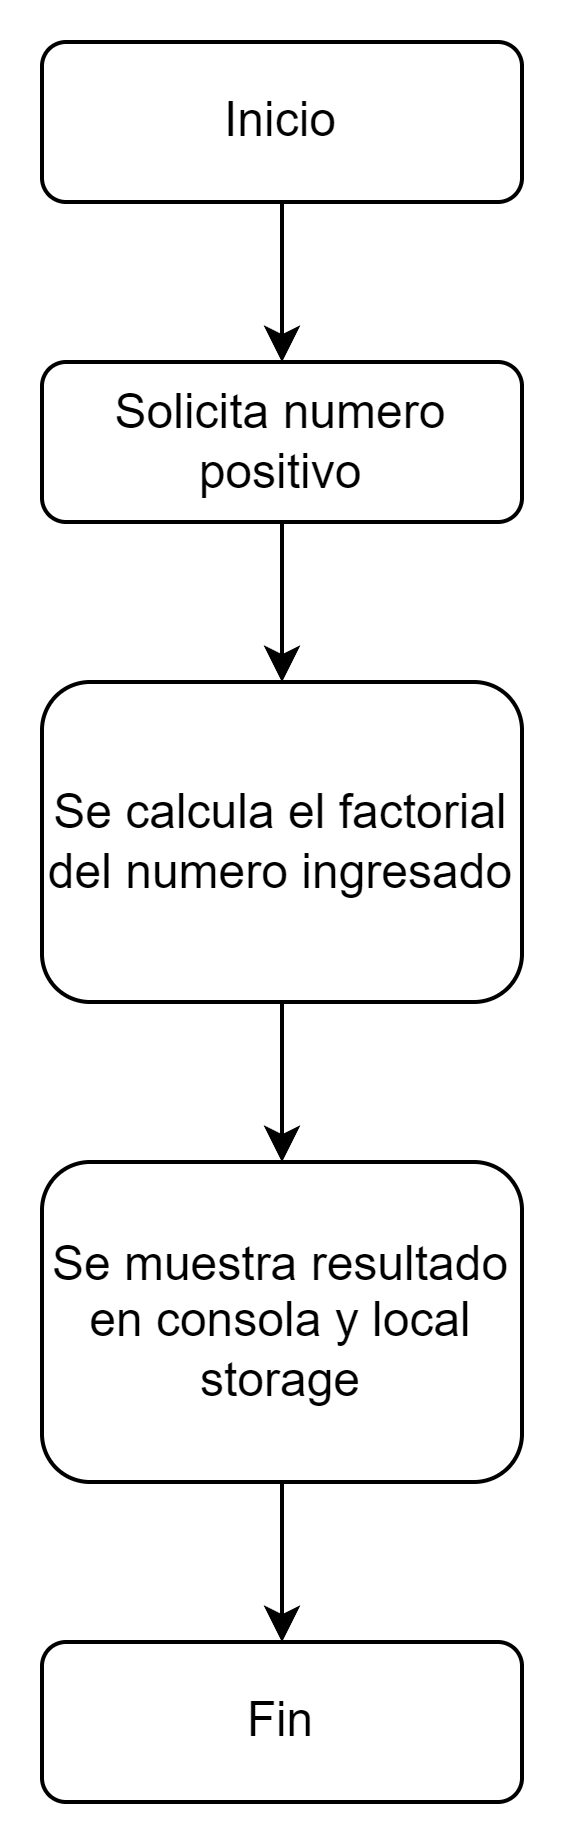 Inicio
Solicita numero
positivo
Se calcula el factorial
del numero ingresado
Se muestra resultado
en consola y local
storage
Fin